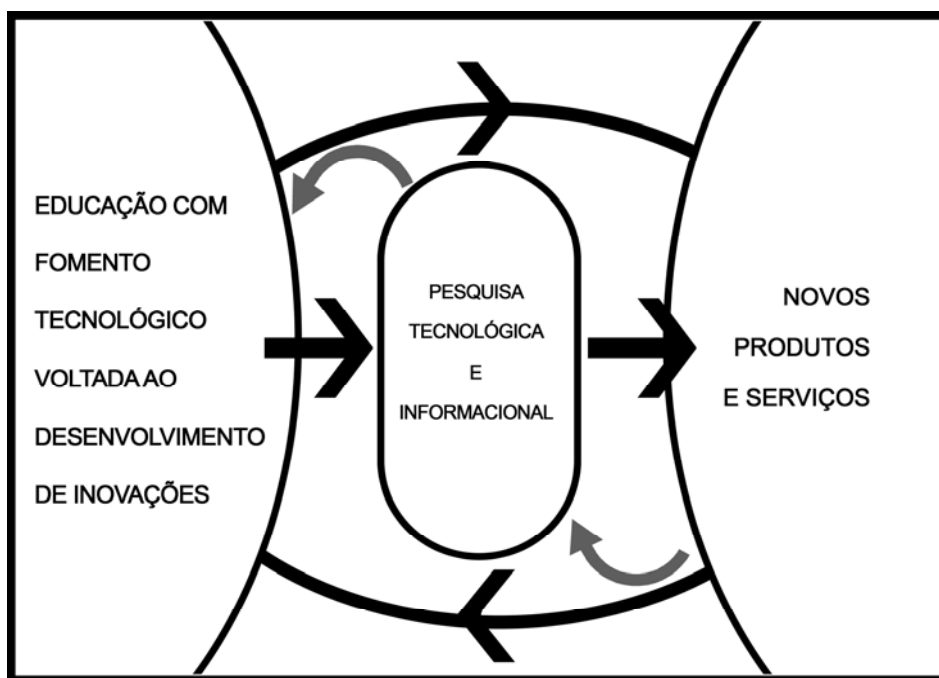 EDUCAÇÃO COM
FOMENTO
TECNOLÓGICO
VOLTADA AO
DESENVOLVIMENTO
DE INOVAÇÕES
PESQUISA
TECNOLÓGICA
E
INFORMACIONAL
NOVOS
PRODUTOS
E SERVIÇOS